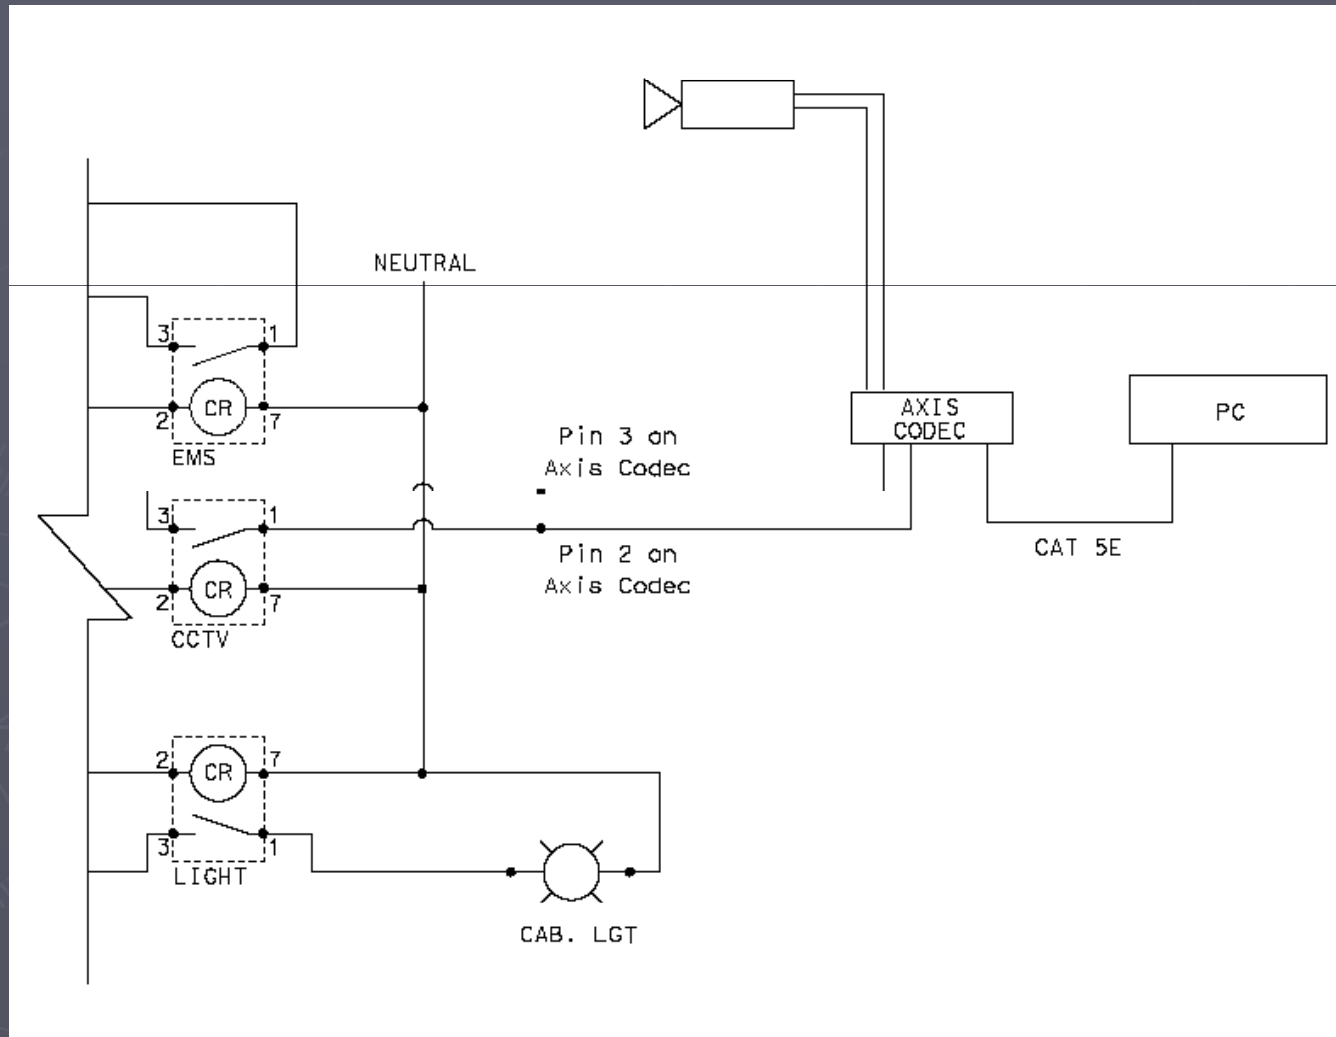 NEUTRAL
3 1
CR
2 7
EMS
Pin 3 on
Axis Codec
AXIS
CODEC
PC
3 1
CR
2 7
CCTV
Pin 2 on
Axis Codec
CAT 5E
2 7
CR
3 1
LIGHT
CAB. LGT